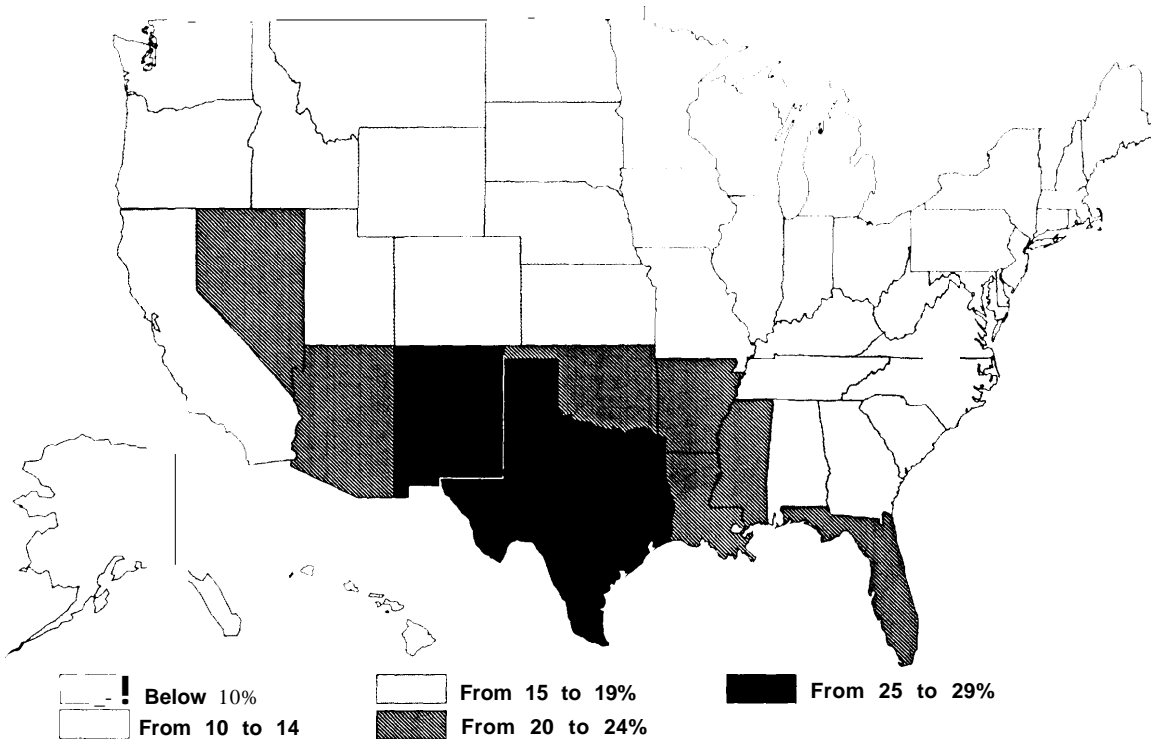 Below 10%
From 10 to 14
From 15 to 19%
From 20 to 24%
From 25 to 29%